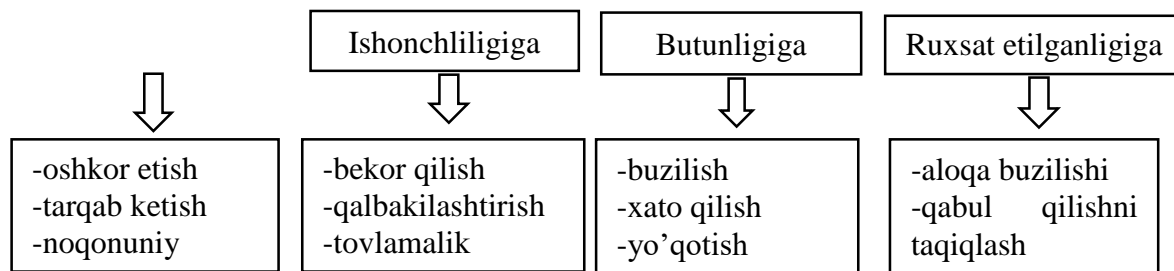 Ishonchliligiga
Butunligiga
Ruxsat etilganligiga
-oshkor etish
-tarqab ketish
-noqonuniy
-bekor qilish
-qalbakilashtirish
-tovlamalik
-buzilish
-xato qilish
-yo’qotish
-aloqa buzilishi
-qabul qilishni
taqiqlash